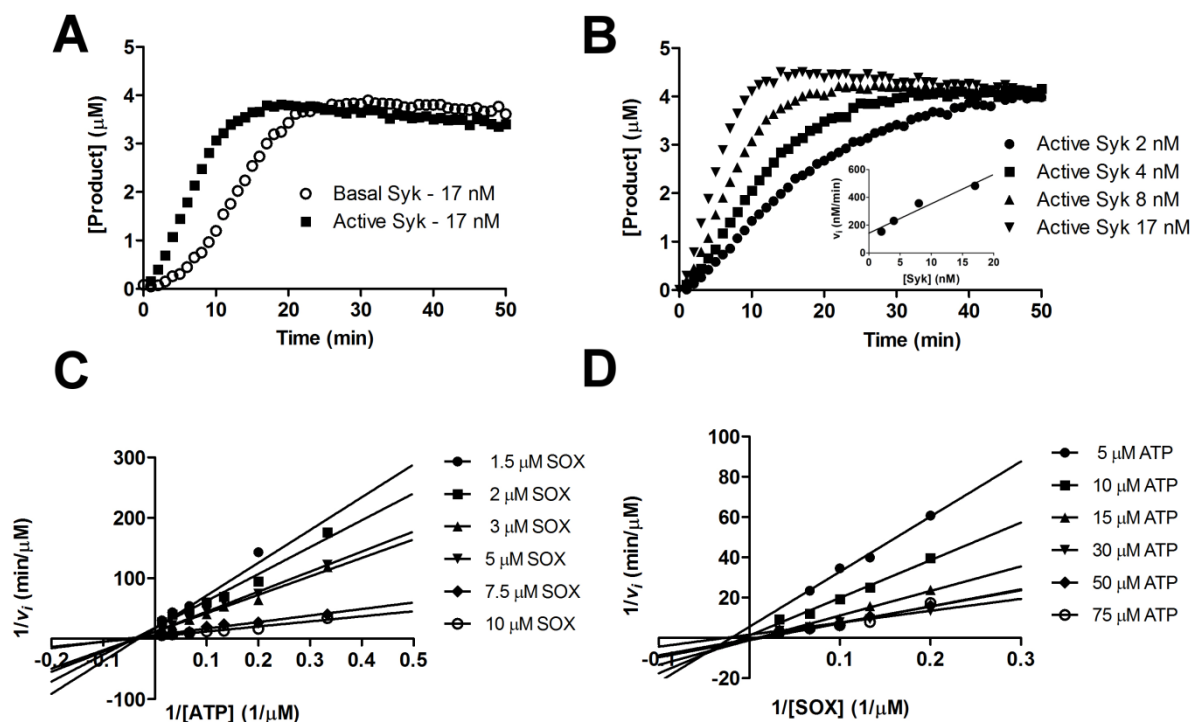 A
[Product] (μM)
5
4
3
2
1
0
0 10 20 30 40 50
Time (min)
Basal Syk - 17 nM
Active Syk - 17 nM
B
[Product] (μM)
5
4
3
2
1
0
0 10 20 30 40 50
Time (min)
Active Syk 2 nM
Active Syk 4 nM
Active Syk 8 nM
Active Syk 17 nM
vi (nM/min)
600
400
200
0
0 5 10 15 20
[Syk] (nM)
C
1/vi (min/μM)
300
200
100
-100
-0.2 -0.1 0.1 0.2 0.3 0.4 0.5
1/[ATP] (1/μM)
1.5 μM SOX
2 μM SOX
3 μM SOX
5 μM SOX
7.5 μM SOX
10 μM SOX
D
1/vi (min/μM)
100
80
60
40
20
-20
-0.1 0.1 0.2 0.3
1/[SOX] (1/μM)
5 μM ATP
10 μM ATP
15 μM ATP
30 μM ATP
50 μM ATP
75 μM ATP